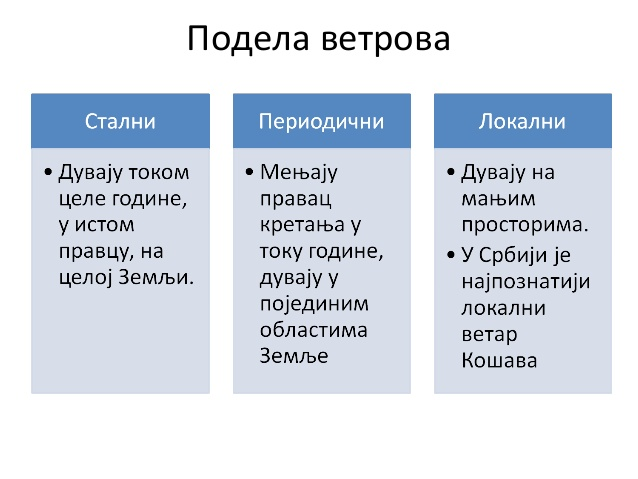 Подела ветрова
Стални
• Дувају током
целе године,
у истом
правцу, на
целој Земљи.
Периодични
• Мењају
правац
кретања у
току године,
дувају у
појединим
областима
Земље
Локални
• Дувају на
мањим
просторима.
• У Србији је
најпознатији
локални
ветар
Кошава